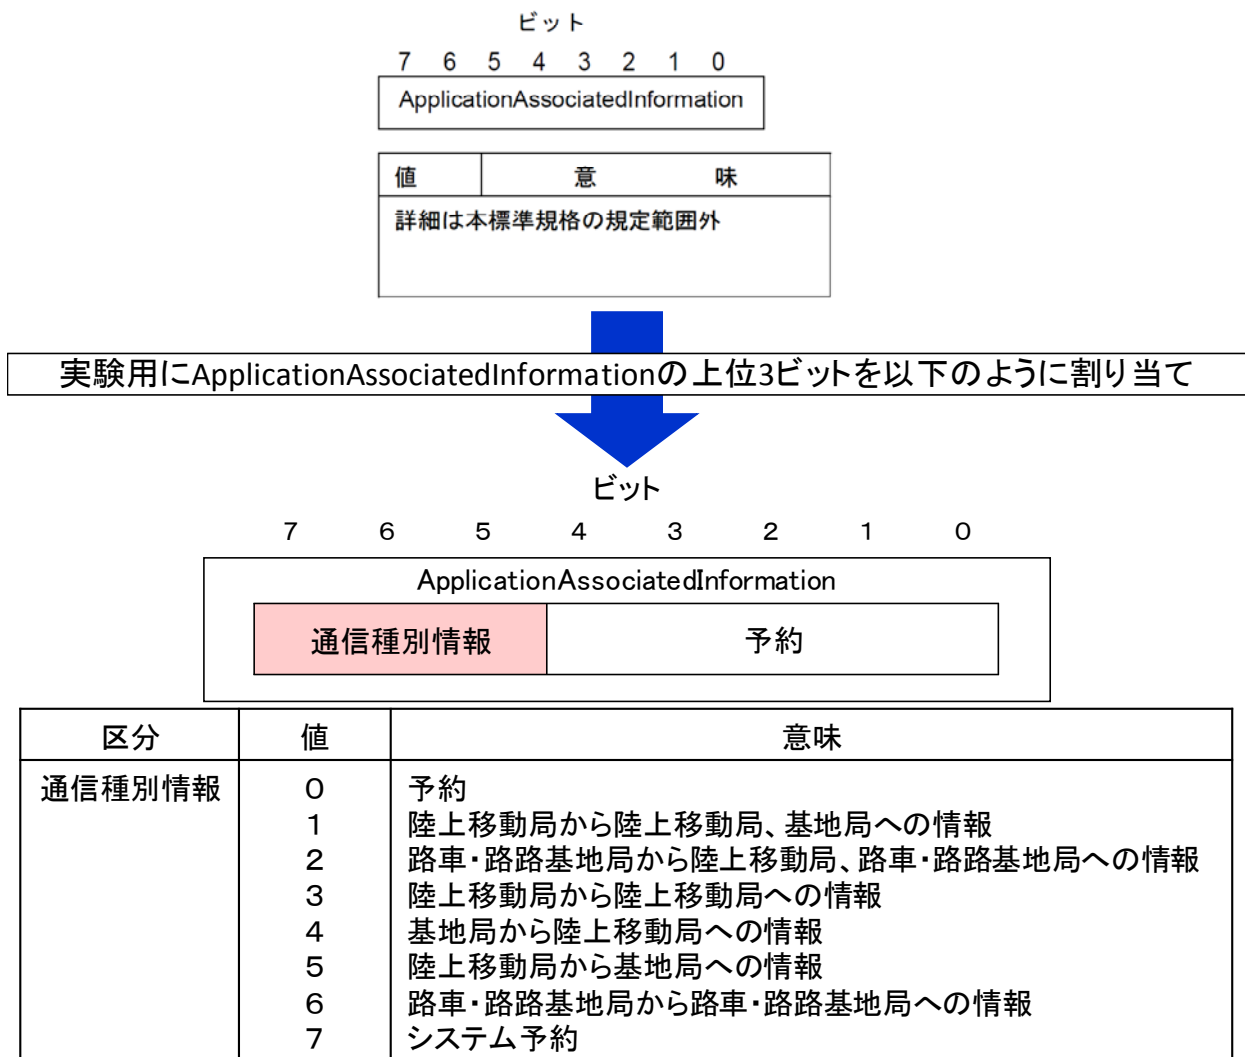 ビット
7 6 5 4 3 2 1 0
ApplicationAssociatedInformation
値 意 味
詳細は本標準規格の規定範囲外
実験用にApplicationAssociatedInformationの上位3ビットを以下のように割り当て
ビット
7 6 5 4 3 2 1 0
ApplicationAssociatedInformation
通信種別情報 予約
区分 値 意味
通信種別情報 0 予約
1 陸上移動局から陸上移動局、基地局への情報
2 路車・路路基地局から陸上移動局、路車・路路基地局への情報
3 陸上移動局から陸上移動局への情報
4 基地局から陸上移動局への情報
5 陸上移動局から基地局への情報
6 路車・路路基地局から路車・路路基地局への情報
7 システム予約